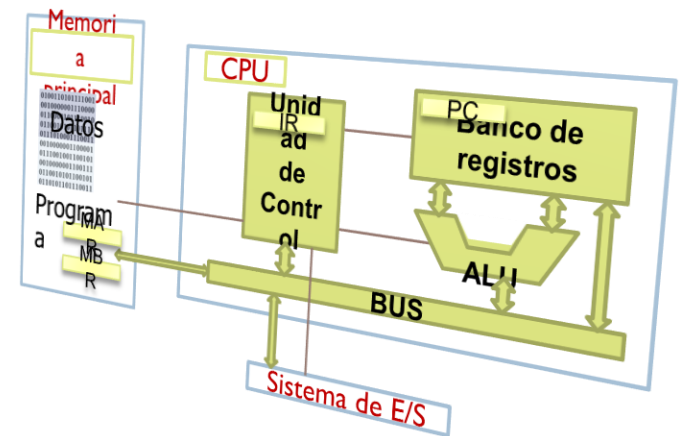 Memori
a
principal
0100110101111001
Datos
Program
a
MA
R
MB
R
CPU
Unid
IR
ad
de
Contr
ol
PC
Banco de
registros
ALU
BUS
Sistema de E/S